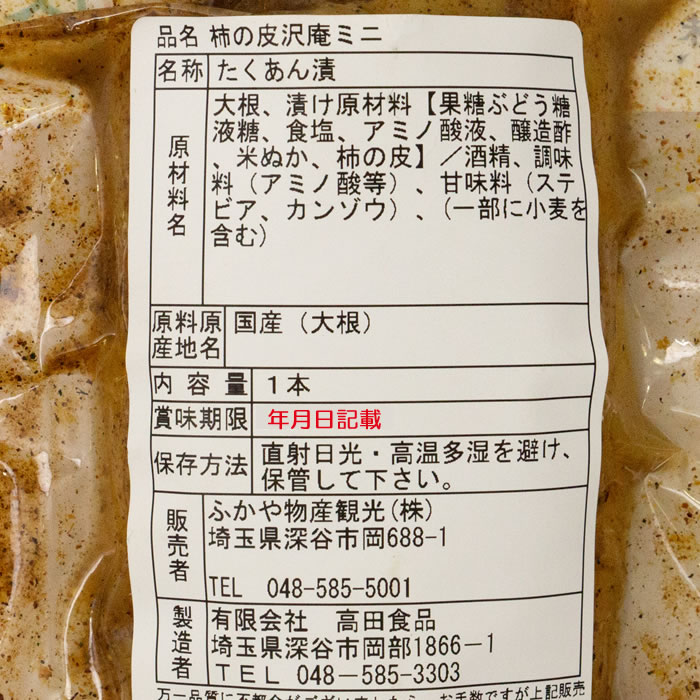 品名 柿の皮沢庵ミニ
名称 たくあん漬
原材料名
大根、漬け原材料【果糖ぶどう糖
液糖、食塩、アミノ酸液、醸造酢
、米ぬか、柿の皮】／酒精、調味
料（アミノ酸等）、甘味料（ステ
ビア、カンゾウ）、（一部に小麦を
含む）
原料原産地名 国産（大根）
内容量 1本
賞味期限 年月日記載
保存方法 直射日光・高温多湿を避け、
保管して下さい。
販売者
ふかや物産観光(株)
埼玉県深谷市岡688-1
TEL 048-585-5001
製造者
有限会社 高田食品
埼玉県深谷市岡部1866－1
ＴＥＬ 048-585-3303